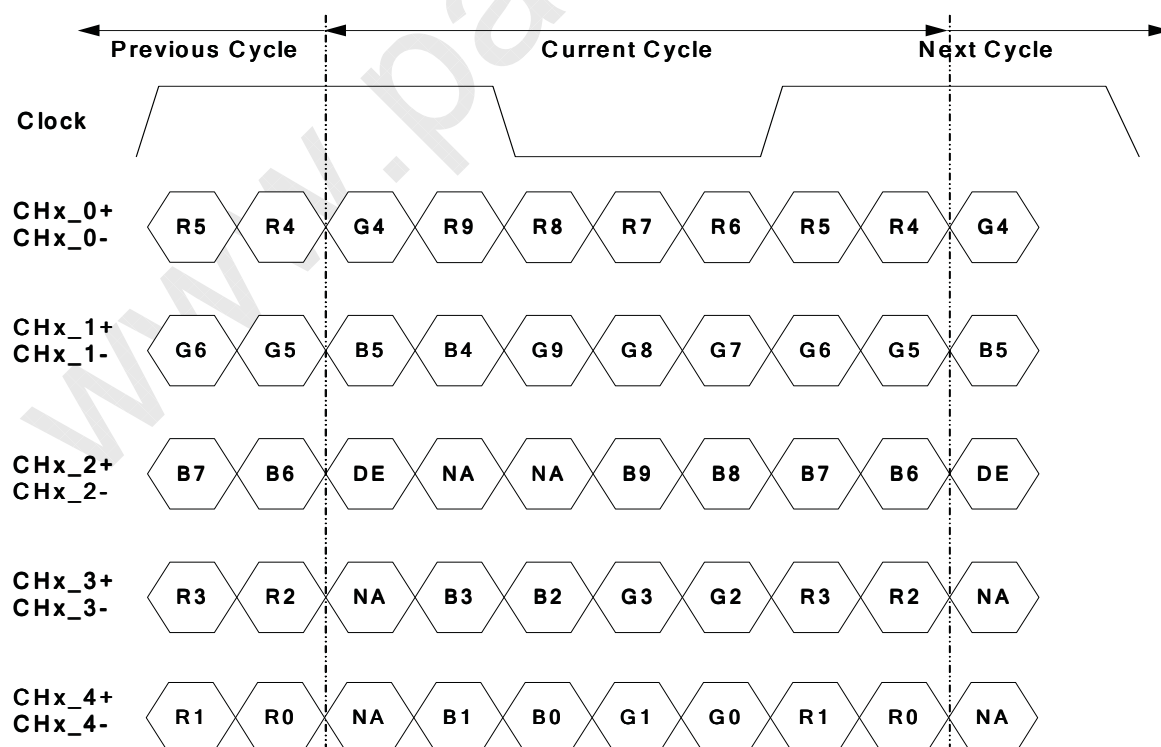 Previous Cycle Current Cycle Next Cycle
Clock
CHx_0+
CHx_0-
R5 R4 G4 R9 R8 R7 R6 R5 R4 G4
CHx_1+
CHx_1-
G6 G5 B5 B4 G9 G8 G7 G6 G5 B5
CHx_2+
CHx_2-
B7 B6 DE NA NA B9 B8 B7 B6 DE
CHx_3+
CHx_3-
R3 R2 NA B3 B2 G3 G2 R3 R2 NA
CHx_4+
CHx_4-
R1 R0 NA B1 B0 G1 G0 R1 R0 NA
www.pa